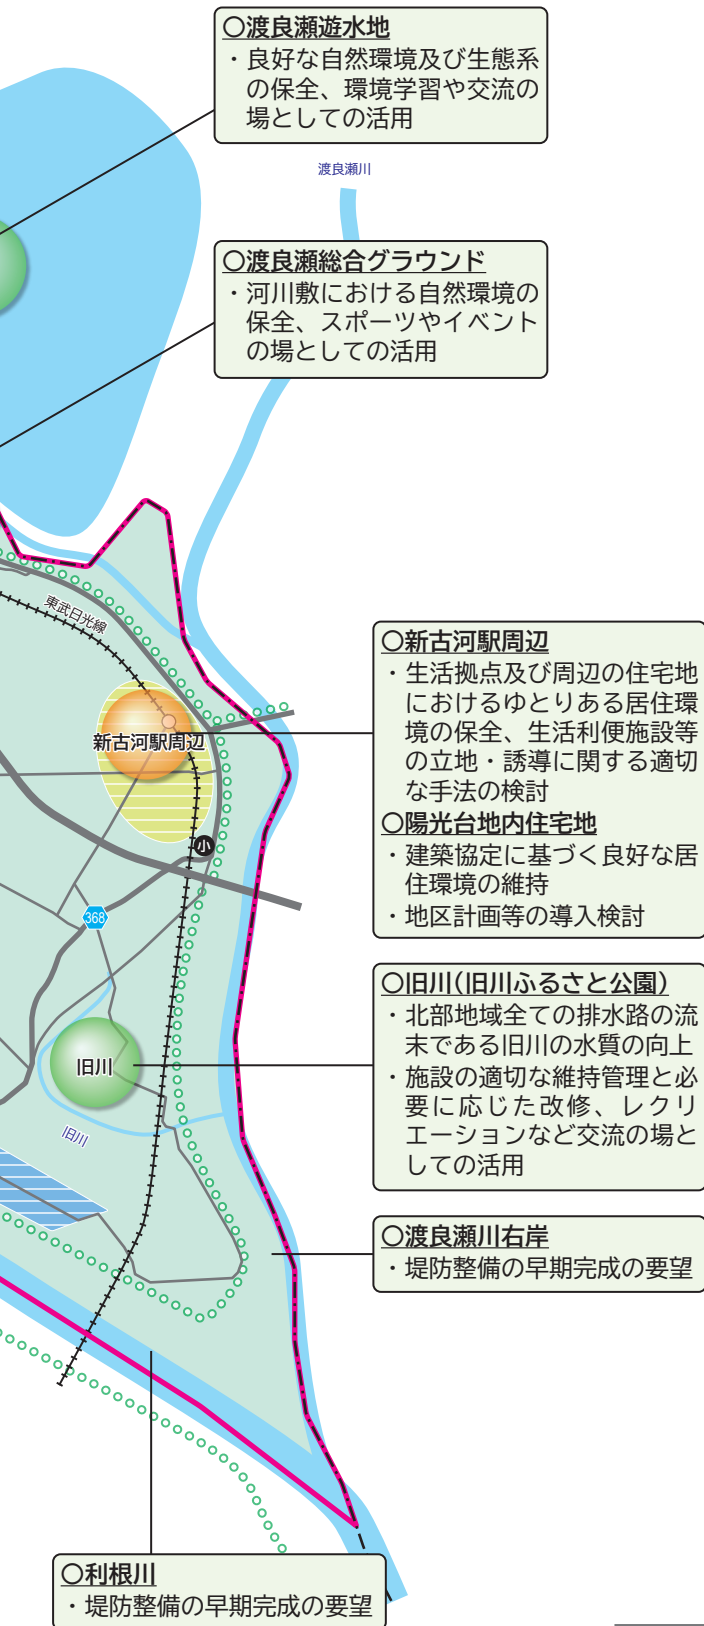 ○渡良瀬遊水地
・良好な自然環境及び生態系
の保全、環境学習や交流の
場としての活用
渡良瀬川
○渡良瀬総合グラウンド
・河川敷における自然環境の
保全、スポーツやイベント
の場としての活用
東武日光線
○新古河駅周辺
・生活拠点及び周辺の住宅地
におけるゆとりある居住環
境の保全、生活利便施設等
の立地・誘導に関する適切
な手法の検討
○陽光台地内住宅地
・建築協定に基づく良好な居
住環境の維持
・地区計画等の導入検討
新古河駅周辺
小
368
○旧川(旧川ふるさと公園)
・北部地域全ての排水路の流
末である旧川の水質の向上
・施設の適切な維持管理と必
要に応じた改修、レクリ
エーションなど交流の場と
しての活用
旧川
旧川
○渡良瀬川右岸
・堤防整備の早期完成の要望
○利根川
・堤防整備の早期完成の要望